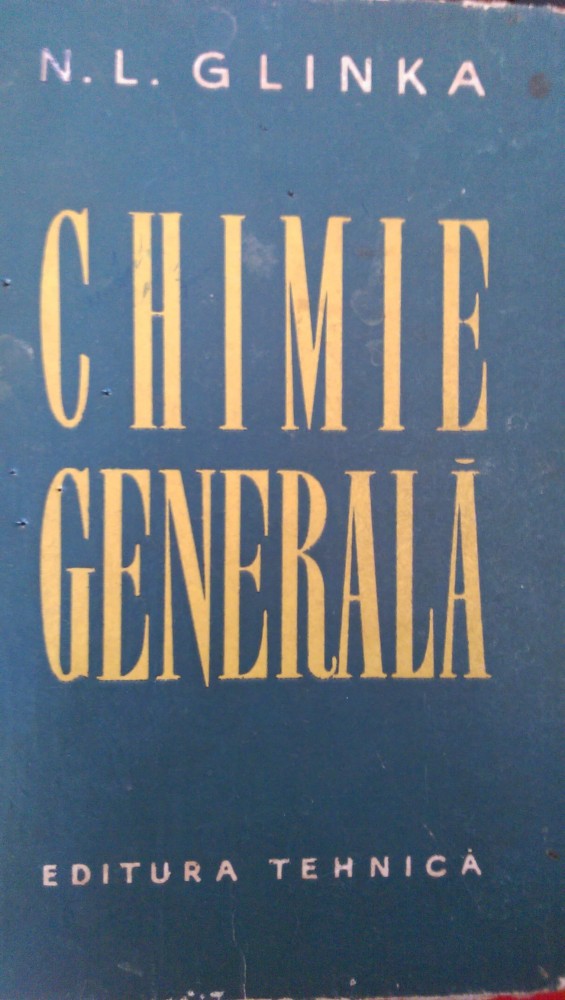 N. L. GLINKA
CHIMIE
GENERALĂ
EDITURA TEHNICĂ